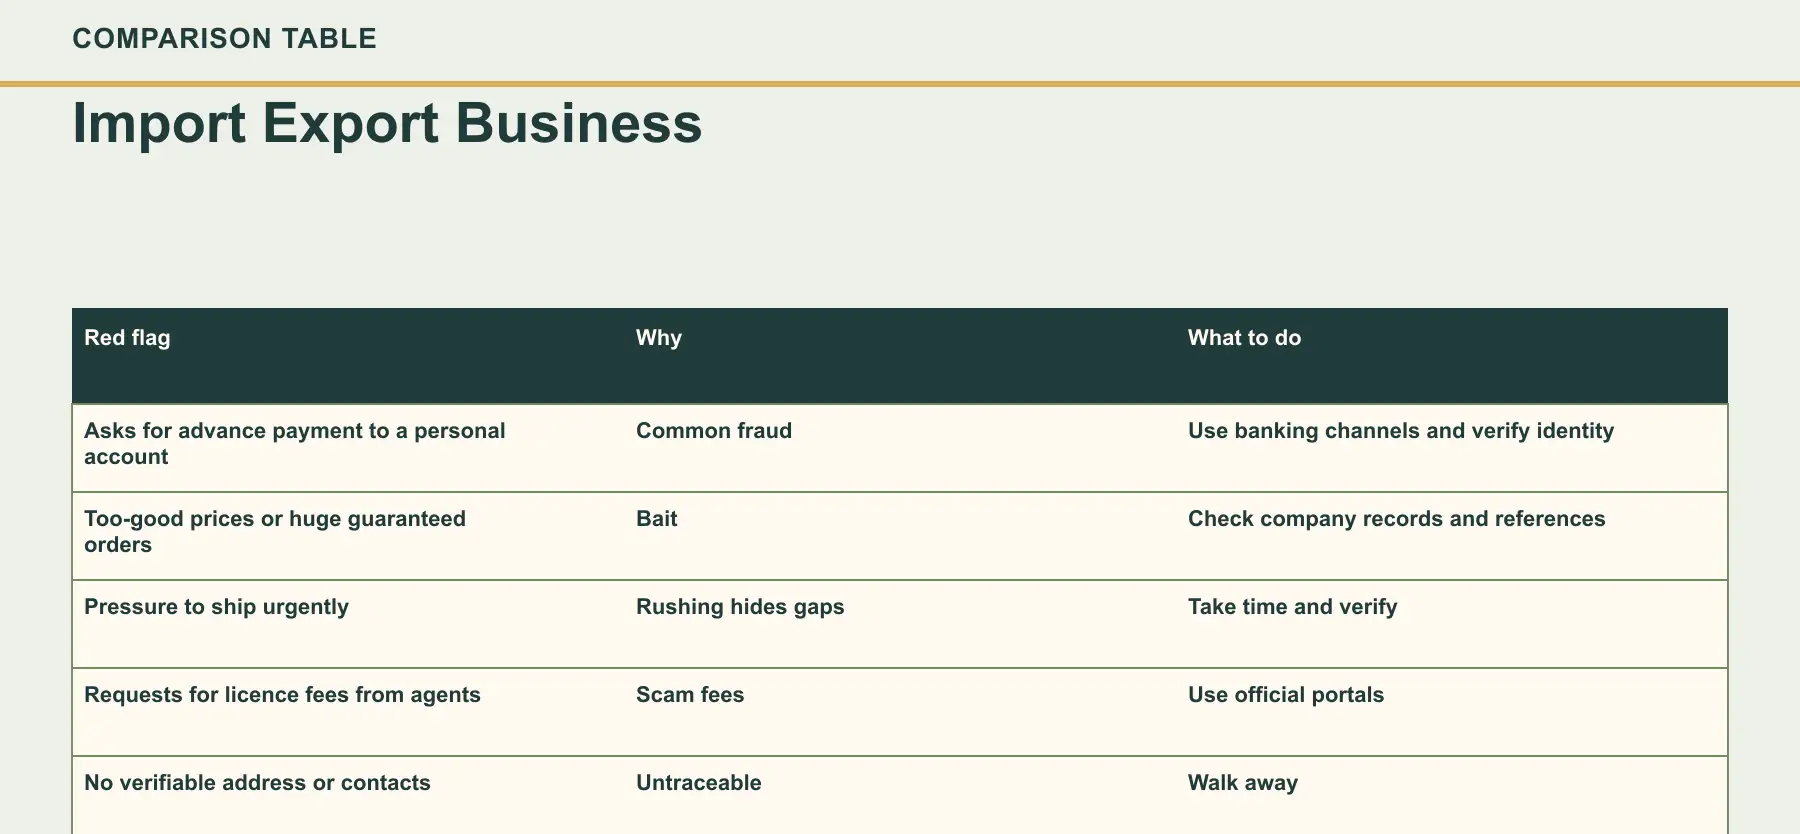 COMPARISON TABLE
Import Export Business
Red flag Why What to do
Asks for advance payment to a personal Common fraud Use banking channels and verify identity
account
Too-good prices or huge guaranteed Bait Check company records and references
orders
Pressure to ship urgently Rushing hides gaps Take time and verify
Requests for licence fees from agents Scam fees Use official portals
No verifiable address or contacts Untraceable Walk away